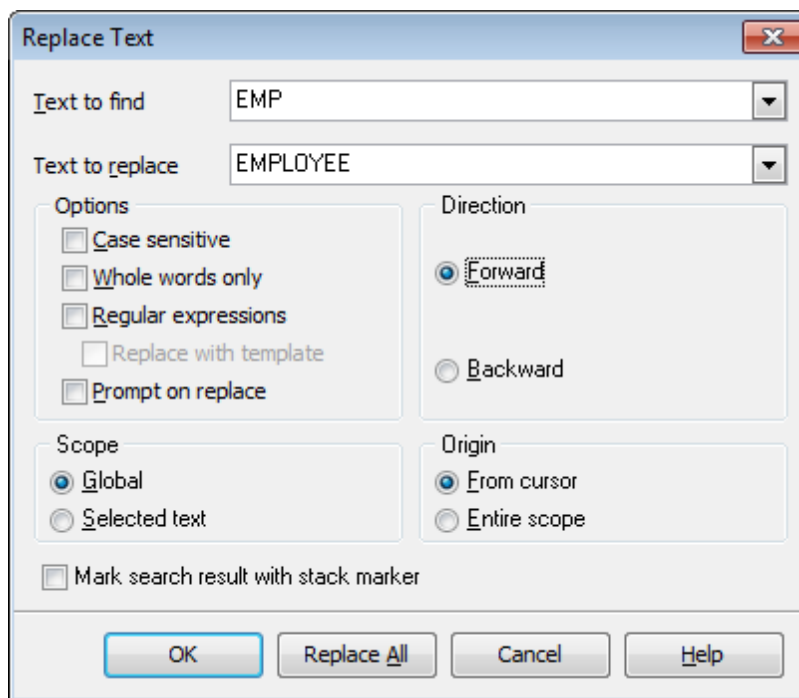 Replace Text
Text to find EMP
Text to replace EMPLOYEE
Options
Case sensitive
Whole words only
Regular expressions
Replace with template
Prompt on replace
Direction
Forward
Backward
Scope
Global
Selected text
Origin
From cursor
Entire scope
Mark search result with stack marker
OK Replace All Cancel Help